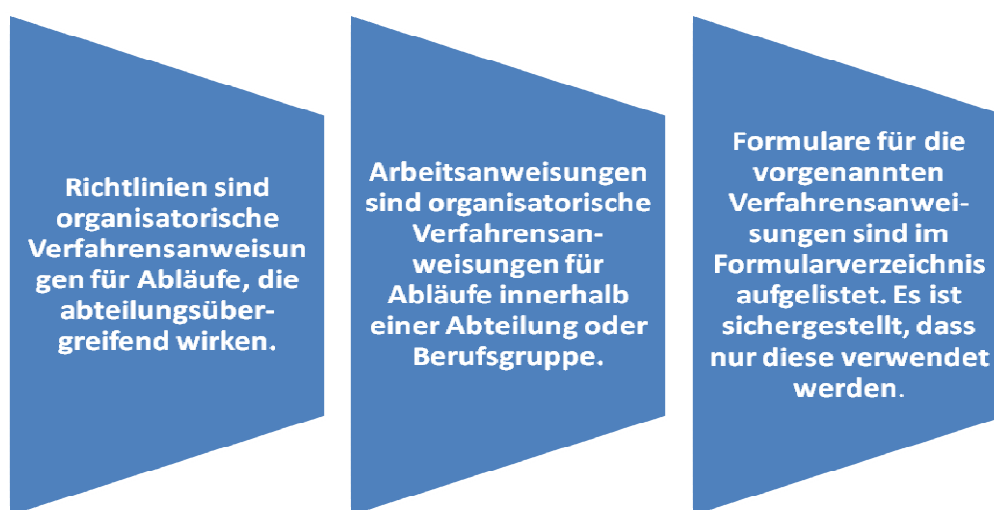 Richtlinien sind
organisatorische
Verfahrensanweisun
gen für Abläufe, die
abteilungsüber-
greifend wirken.
Arbeitsanweisungen
sind organisatorische
Verfahrensan-
weisungen für
Abläufe innerhalb
einer Abteilung oder
Berufsgruppe.
Formulare für die
vorgenannten
Verfahrensanwei-
sungen sind im
Formularverzeichnis
aufgelistet. Es ist
sichergestellt, dass
nur diese verwendet
werden.